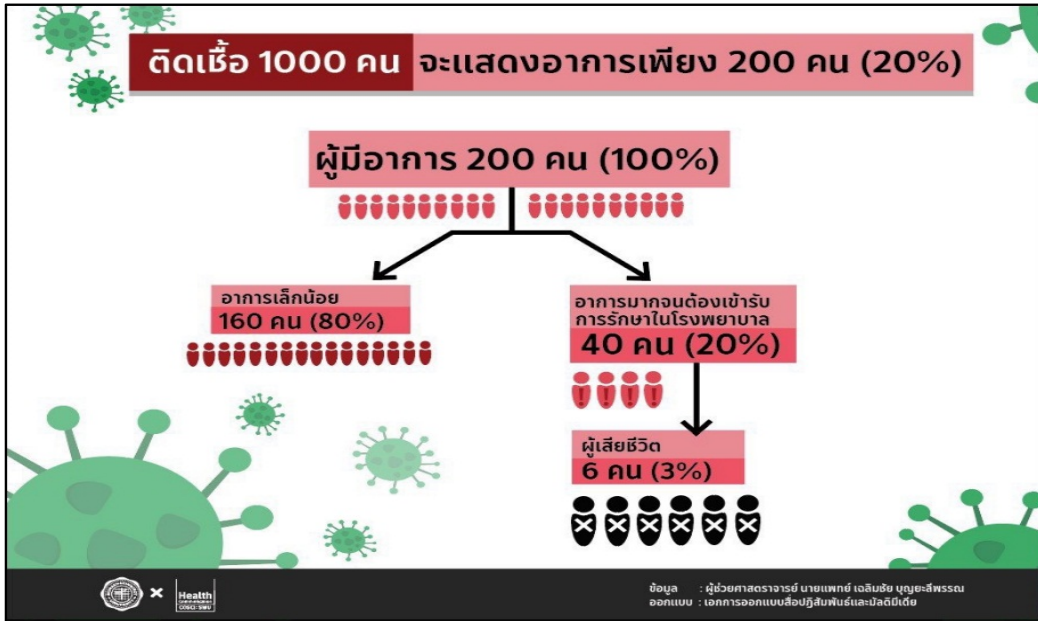 ติดเชื้อ 1000 คน จะแสดงอาการเพียง 200 คน (20%)
ผู้มีอาการ 200 คน (100%)
อาการเล็กน้อย
160 คน (80%)
อาการมากจนต้องเข้ารับ
การรักษาในโรงพยาบาล
40 คน (20%)
ผู้เสียชีวิต
6 คน (3%)
Health
COSCI SWU
ข้อมูล : ผู้ช่วยศาสตราจารย์ นายแพทย์ เฉลิมชัย บุญยะลีพรรณ
ออกแบบ : เอกการออกแบบสื่อปฏิสัมพันธ์และมัลติมีเดีย